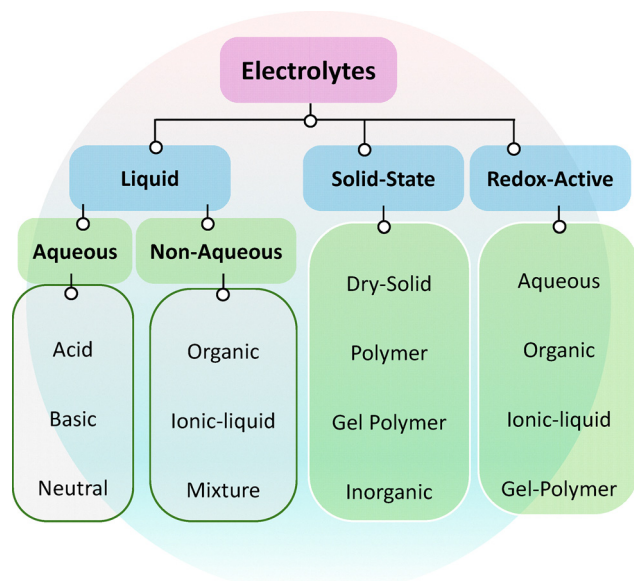 Electrolytes
Liquid
Solid-State
Redox-Active
Aqueous
Non-Aqueous
Acid
Basic
Neutral
Organic
Ionic-liquid
Mixture
Dry-Solid
Polymer
Gel Polymer
Inorganic
Aqueous
Organic
Ionic-liquid
Gel-Polymer